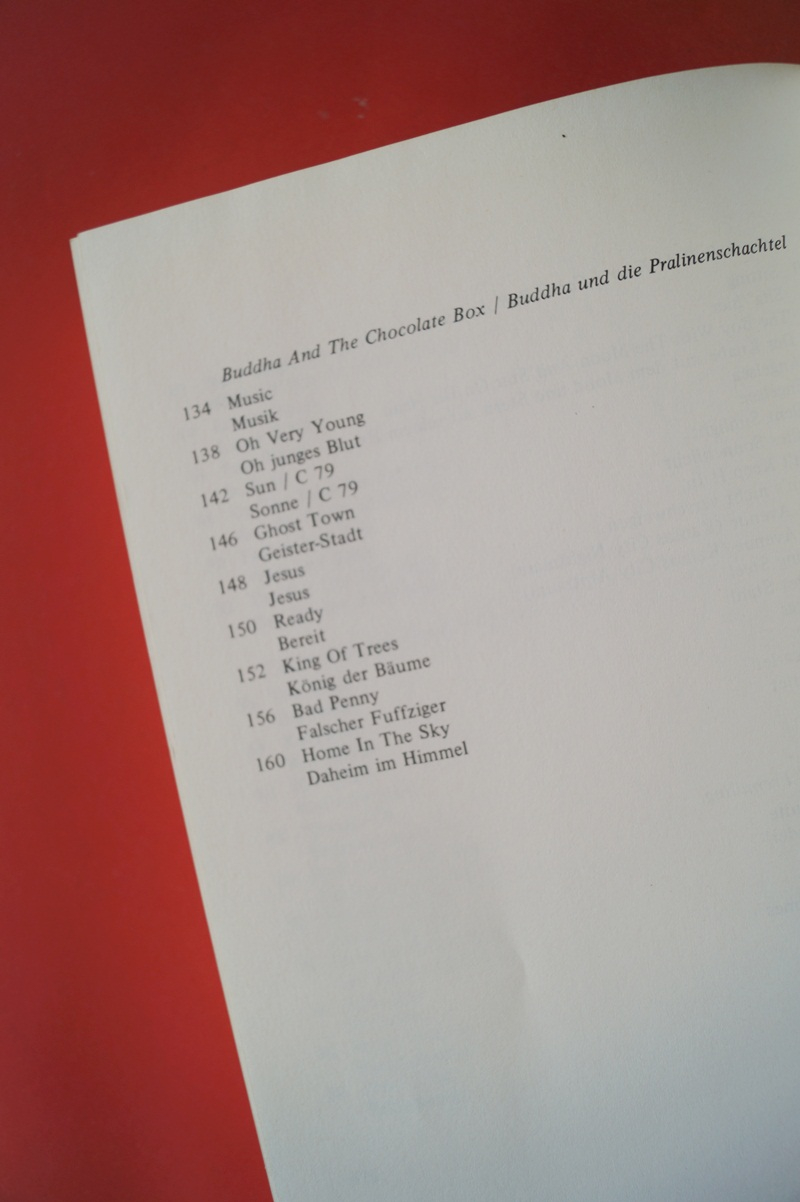 Buddha And The Chocolate Box | Buddha und die Pralinenschachtel
134 Music
Musik
138 Oh Very Young
Oh junges Blut
142 Sun / C 79
Sonne / C 79
146 Ghost Town
Geister-Stadt
148 Jesus
Jesus
150 Ready
Bereit
152 King Of Trees
König der Bäume
156 Bad Penny
Falscher Fuffziger
160 Home In The Sky
Daheim im Himmel